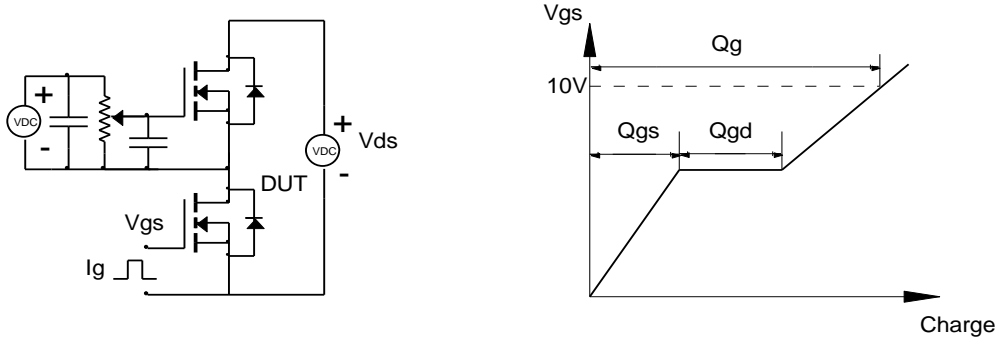 VDC
+
-
Vgs
Ig
DUT
VDC
+
-
Vds
Vgs
Qg
10V
Qgs
Qgd
Charge